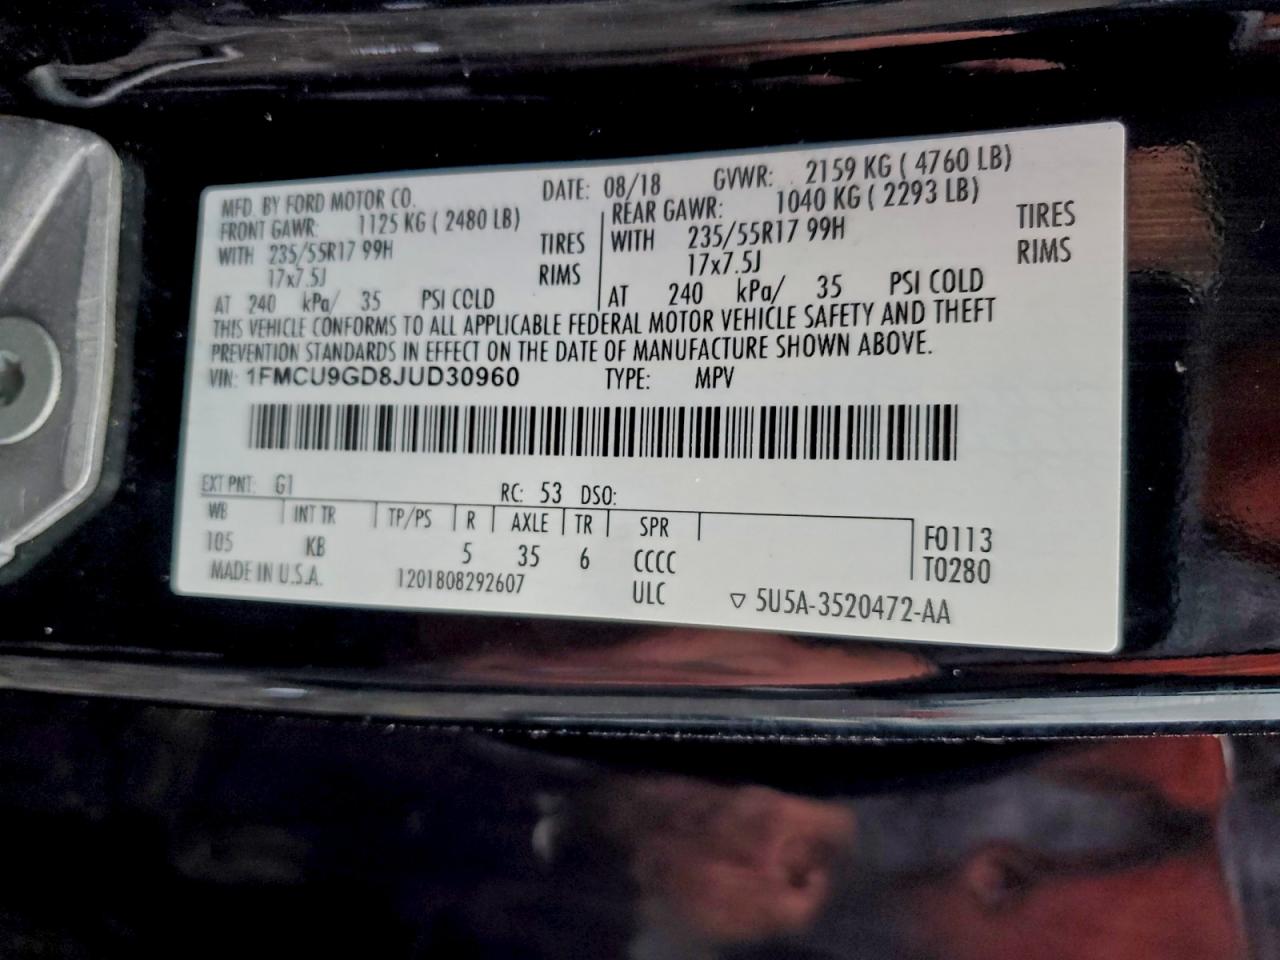 MFD. BY FORD MOTOR CO. DATE: 08/18 GVWR: 2159 KG ( 4760 LB)
FRONT GAWR: 1125 KG ( 2480 LB) REAR GAWR: 1040 KG ( 2293 LB)
WITH 235/55R17 99H TIRES WITH 235/55R17 99H TIRES
17x7.5J RIMS 17x7.5J RIMS
AT 240 kPa/ 35 PSI COLD AT 240 kPa/ 35 PSI COLD
THIS VEHICLE CONFORMS TO ALL APPLICABLE FEDERAL MOTOR VEHICLE SAFETY AND THEFT
PREVENTION STANDARDS IN EFFECT ON THE DATE OF MANUFACTURE SHOWN ABOVE.
VIN: 1FMCU9GD8JUD30960 TYPE: MPV
EXT PNT: G1 RC: 53 DSO:
WB INT TR TP/PS R AXLE TR SPR F0113
105 KB 5 35 6 CCCC T0280
MADE IN U.S.A. 1201808292607 ULC ▽ 5U5A-3520472-AA